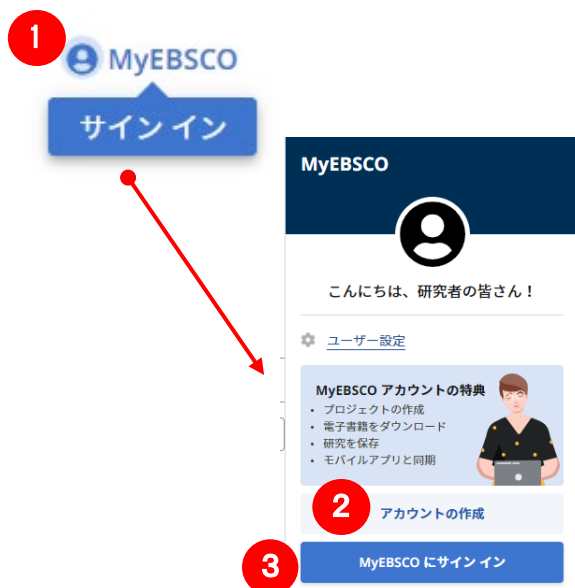 1
MyEBSCO
サイン イン
MyEBSCO
こんにちは、研究者の皆さん！
ユーザー設定
MyEBSCO アカウントの特典
• プロジェクトの作成
• 電子書籍をダウンロード
• 研究を保存
• モバイルアプリと同期
2
アカウントの作成
3
MyEBSCO にサイン イン